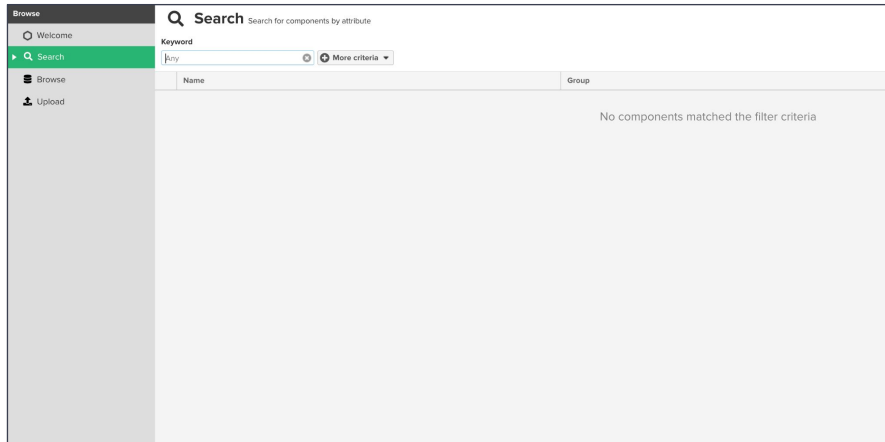 Browse
Welcome
Search
Browse
Upload
Search Search for components by attribute
Keyword
Any
More criteria
Name Group
No components matched the filter criteria